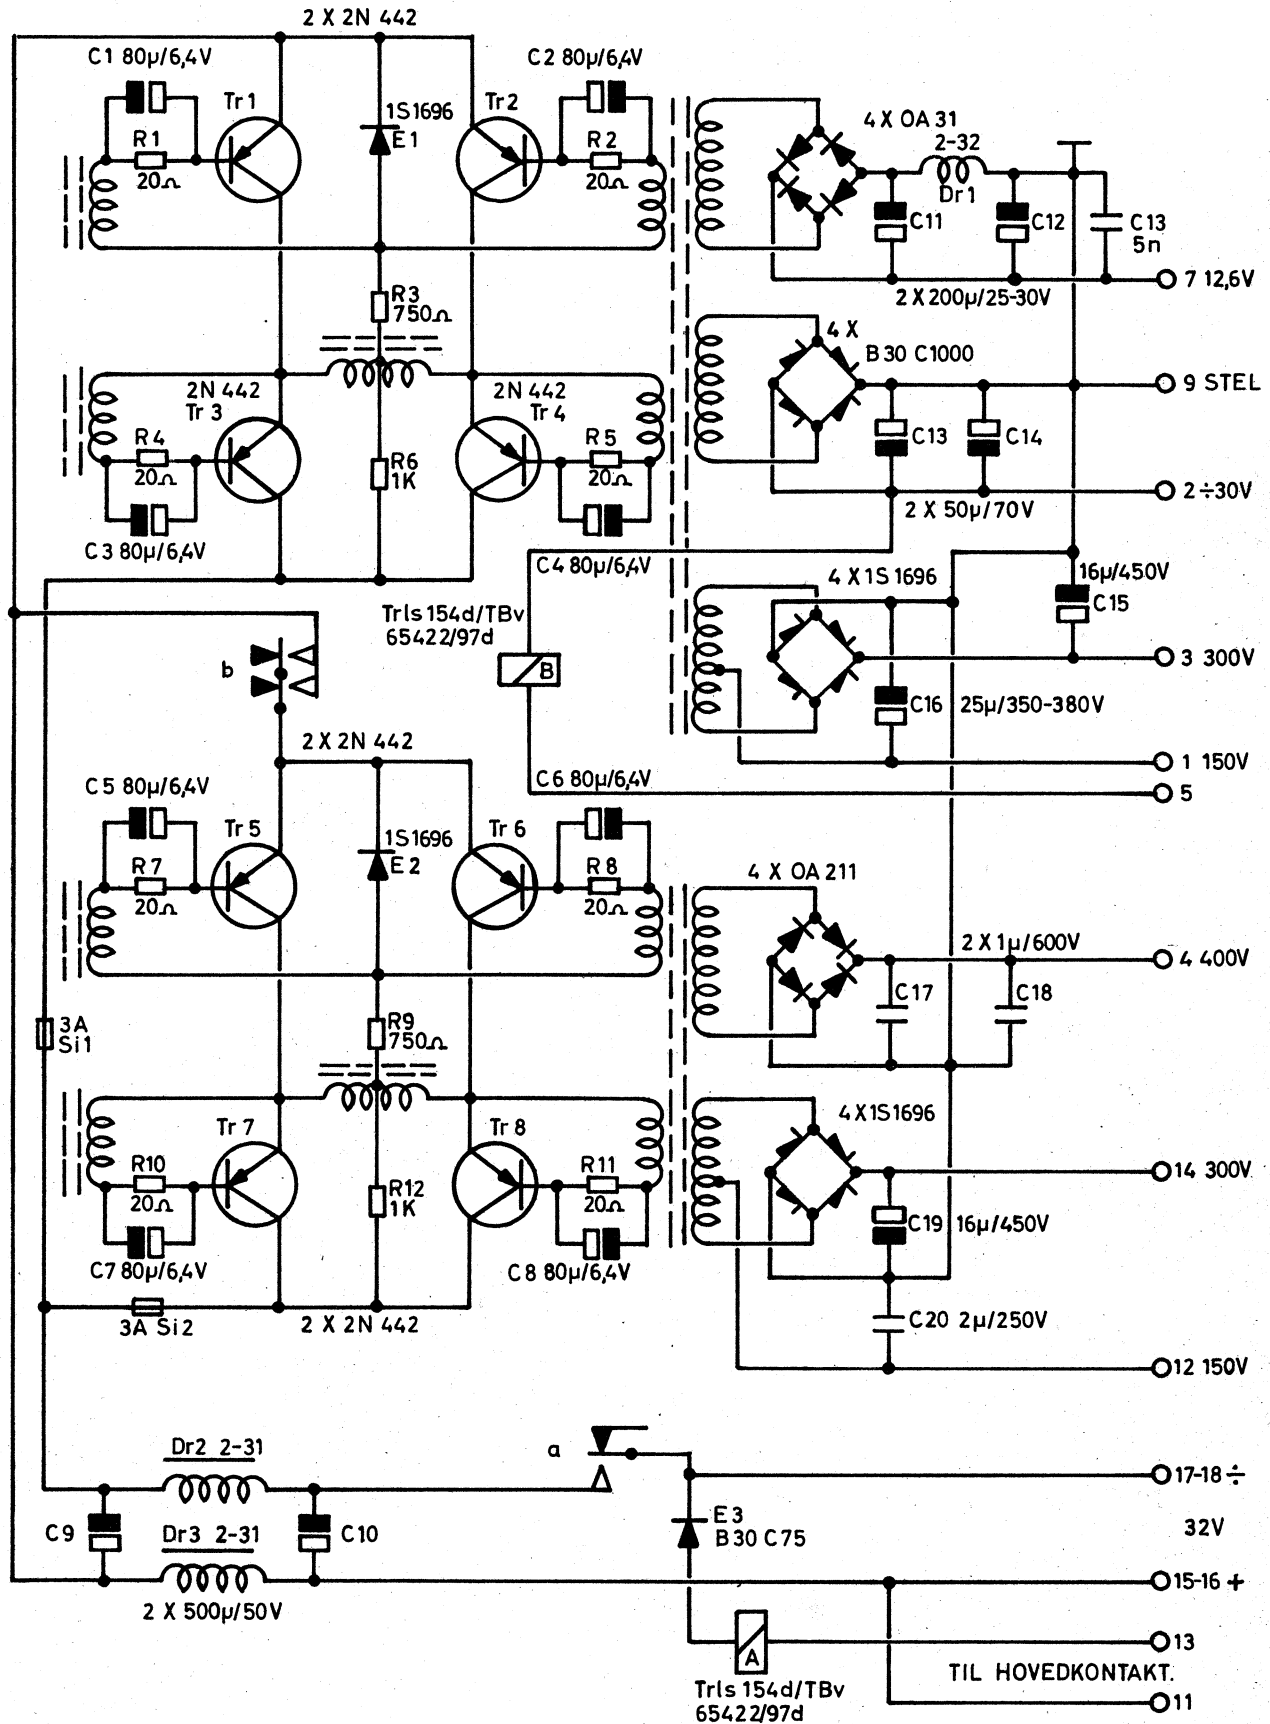 2 X 2N 442
C1 80µ/6,4V
C2 80µ/6,4V
Tr1
1S1696
E1
Tr2
R1
20Ω
R2
20Ω
4 X OA 31
2-32
Dr1
C11
C12
C13
5n
7 12,6V
2 X 200µ/25-30V
R3
750Ω
4 X
B30 C1000
9 STEL
2N 442
Tr 3
2N 442
Tr 4
R4
20Ω
R6
1K
R5
20Ω
C13
C14
2 ÷30V
2 X 50µ/70V
C3 80µ/6,4V
C4 80µ/6,4V
4 X 1S 1696
16µ/450V
C15
Trls 154d/TBv
65422/97d
b
B
3 300V
C16 25µ/350-380V
2 X 2N 442
1 150V
C5 80µ/6,4V
C6 80µ/6,4V
5
Tr 5
1S1696
E2
Tr 6
R7
20Ω
R8
20Ω
4 X OA 211
2 X 1µ/600V
4 400V
C17
C18
3A
Si1
R9
750Ω
Tr 7
Tr 8
4X1S1696
R10
20Ω
R12
1K
R11
20Ω
14 300V
C19 16µ/450V
C7 80µ/6,4V
C8 80µ/6,4V
3A Si2
2 X 2N 442
C20 2µ/250V
12 150V
Dr2 2-31
a
17-18 ÷
C9
Dr3 2-31
C10
E3
B30 C75
32V
15-16 +
2 X 500µ/50V
A
13
TIL HOVEDKONTAKT.
Trls 154d/TBv
65422/97d
11